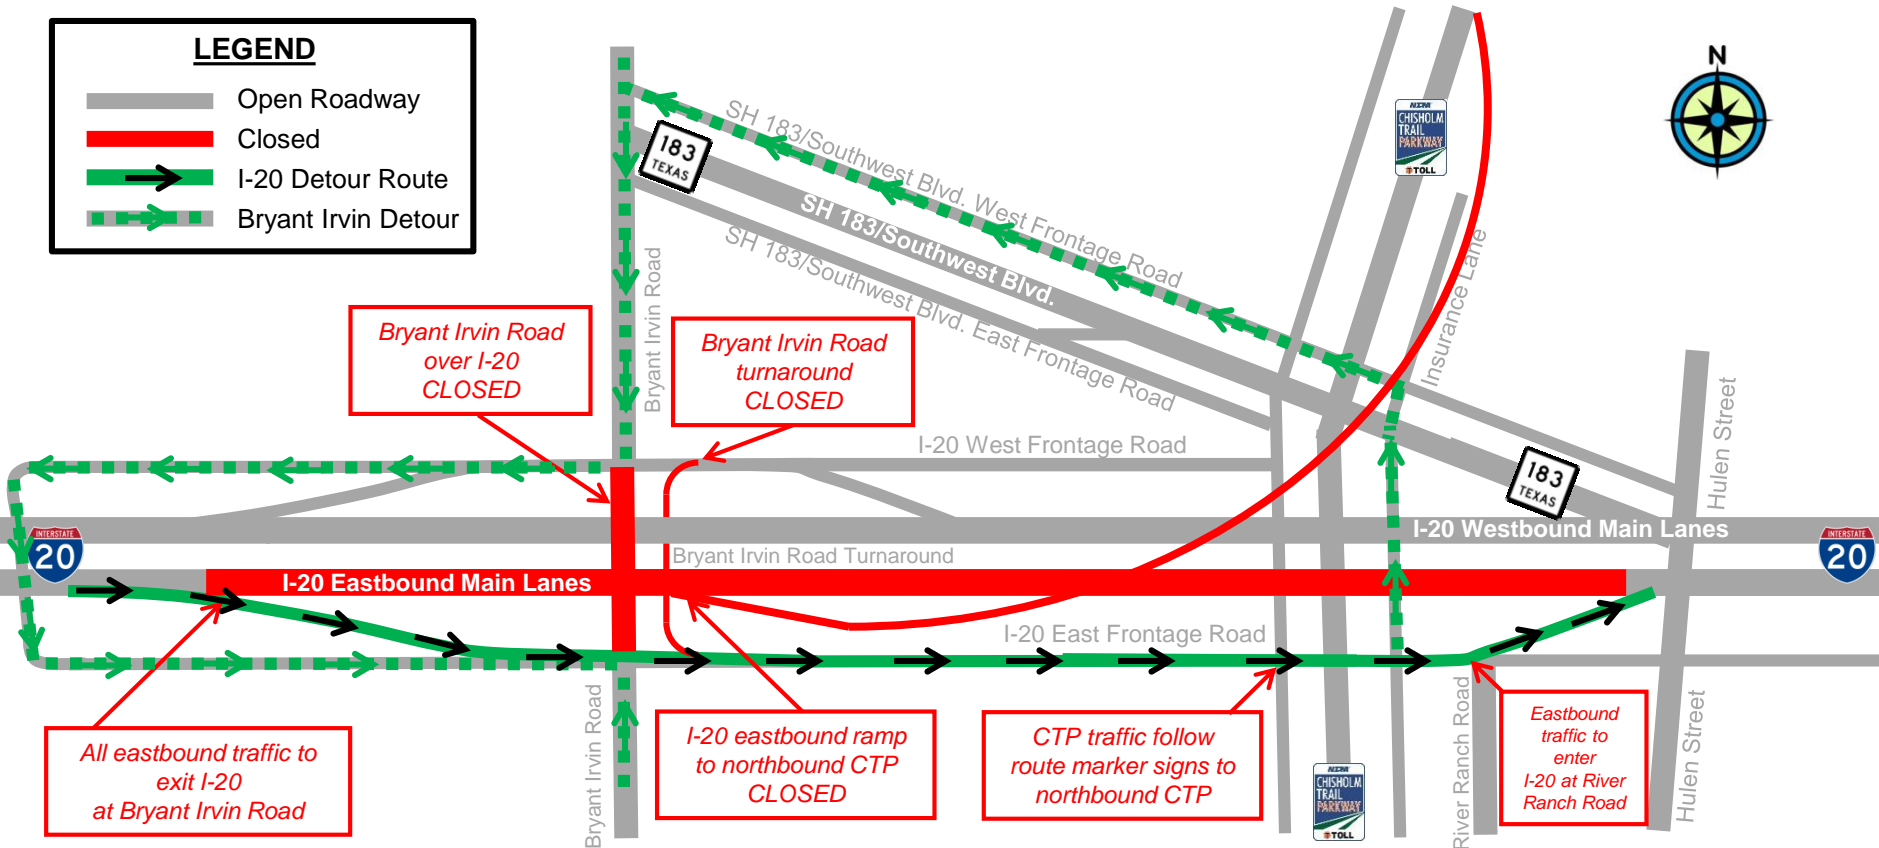 LEGEND
Open Roadway
Closed
I-20 Detour Route
Bryant Irvin Detour
N
NTTA
CHISHOLM
TRAIL
PARKWAY
TOLL
183
TEXAS
SH 183/Southwest Blvd. West Frontage Road
SH 183/Southwest Blvd.
SH 183/Southwest Blvd. East Frontage Road
Insurance Lane
Bryant Irvin Road
Bryant Irvin Road
over I-20
CLOSED
Bryant Irvin Road
turnaround
CLOSED
I-20 West Frontage Road
Hulen Street
183
TEXAS
I-20 Westbound Main Lanes
INTERSTATE
20
INTERSTATE
20
Bryant Irvin Road Turnaround
I-20 Eastbound Main Lanes
I-20 East Frontage Road
Bryant Irvin Road
River Ranch Road
Hulen Street
All eastbound traffic to
exit I-20
at Bryant Irvin Road
I-20 eastbound ramp
to northbound CTP
CLOSED
CTP traffic follow
route marker signs to
northbound CTP
Eastbound
traffic to
enter
I-20 at River
Ranch Road
NTTA
CHISHOLM
TRAIL
PARKWAY
TOLL